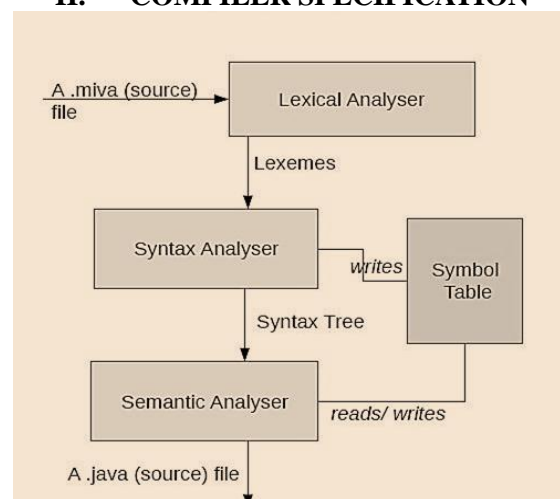 II. COMPILER SPECIFICATION
A .miva (source)
file
Lexical Analyser
Lexemes
Syntax Analyser
writes
Symbol
Table
Syntax Tree
Semantic Analyser
reads/ writes
A .java (source) file